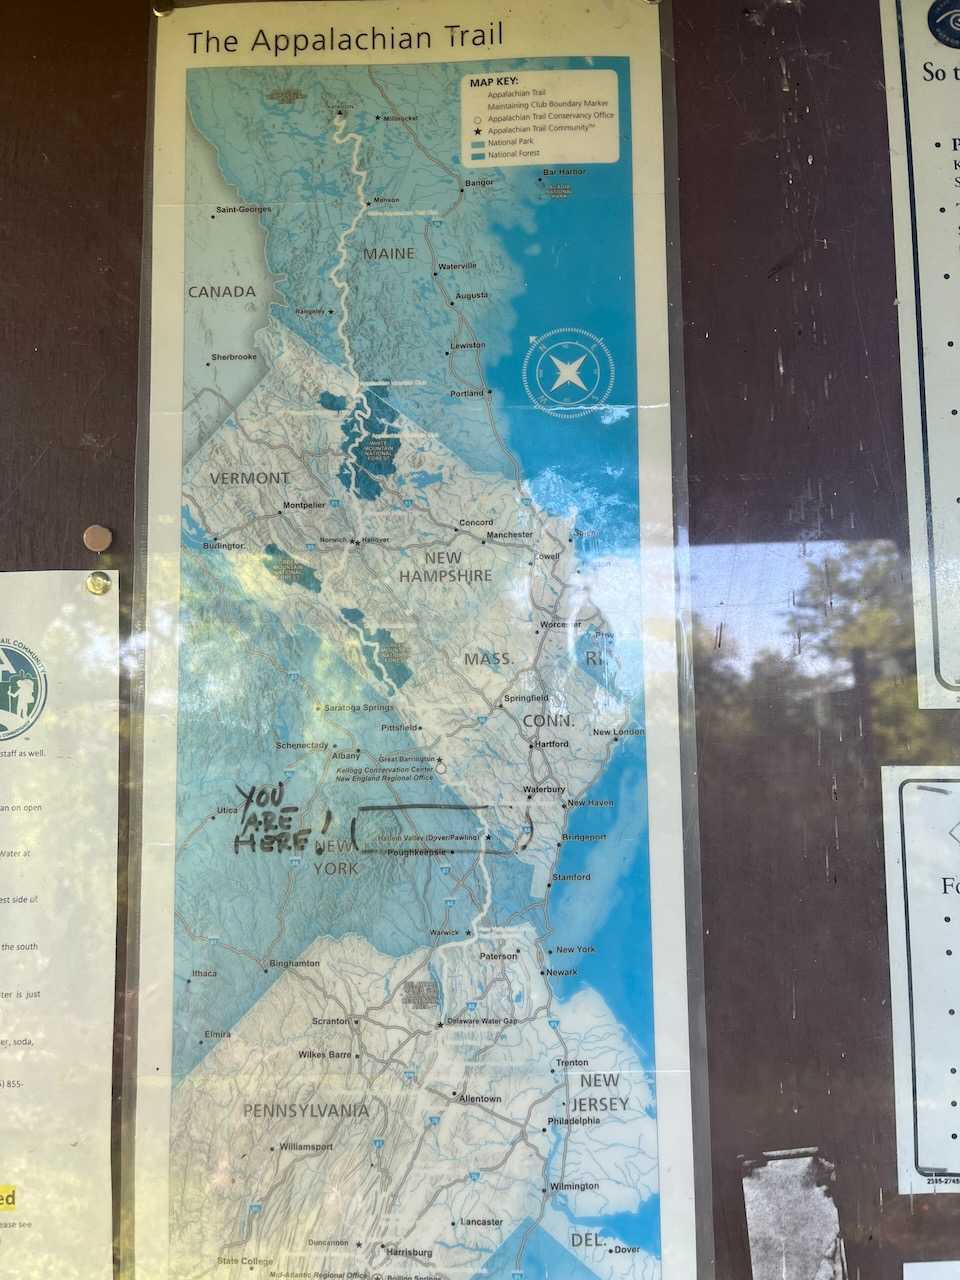 The Appalachian Trail
MAP KEY:
Appalachian Trail
Maintaining Club Boundary Marker
Appalachian Trail Conservancy Office
Appalachian Trail Community™
National Park
National Forest
Millinocket
Bar Harbor
ACADIA
NATIONAL
PARK
Bangor
Monson
Saint-Georges
MAINE
Waterville
CANADA
Augusta
Rangeley
Lewiston
Sherbrooke
Portland
WHITE
MOUNTAIN
NATIONAL
FOREST
VERMONT
Montpelier
Concord
Manchester
Burlington
Norwich
Hanover
Lowell
NEW
HAMPSHIRE
Worcester
MASS.
RI
Springfield
Saratoga Springs
CONN.
Pittsfield
New London
Schenectady
Hartford
Albany
Great Barrington
Kellogg Conservation Center
New England Regional Office
Waterbury
New Haven
YOU
ARE
HERE!
Utica
Harlem Valley (Dover/Pawling)
Bridgeport
Poughkeepsie
NEW
YORK
Stamford
Warwick
New York
Paterson
Binghamton
Newark
Ithaca
Scranton
Delaware Water Gap
Elmira
Wilkes Barre
Trenton
NEW
JERSEY
Allentown
PENNSYLVANIA
Philadelphia
Williamsport
Wilmington
Lancaster
Duncannon
DEL.
Dover
Harrisburg
State College
Mid-Atlantic Regional Office
Boiling Springs
AIL COMMUNITY
staff as well.
an on open
Water at
est side of
the south
ter is just
er, soda,
) 855-
ed
ease see
So t
P
K
S
Fo